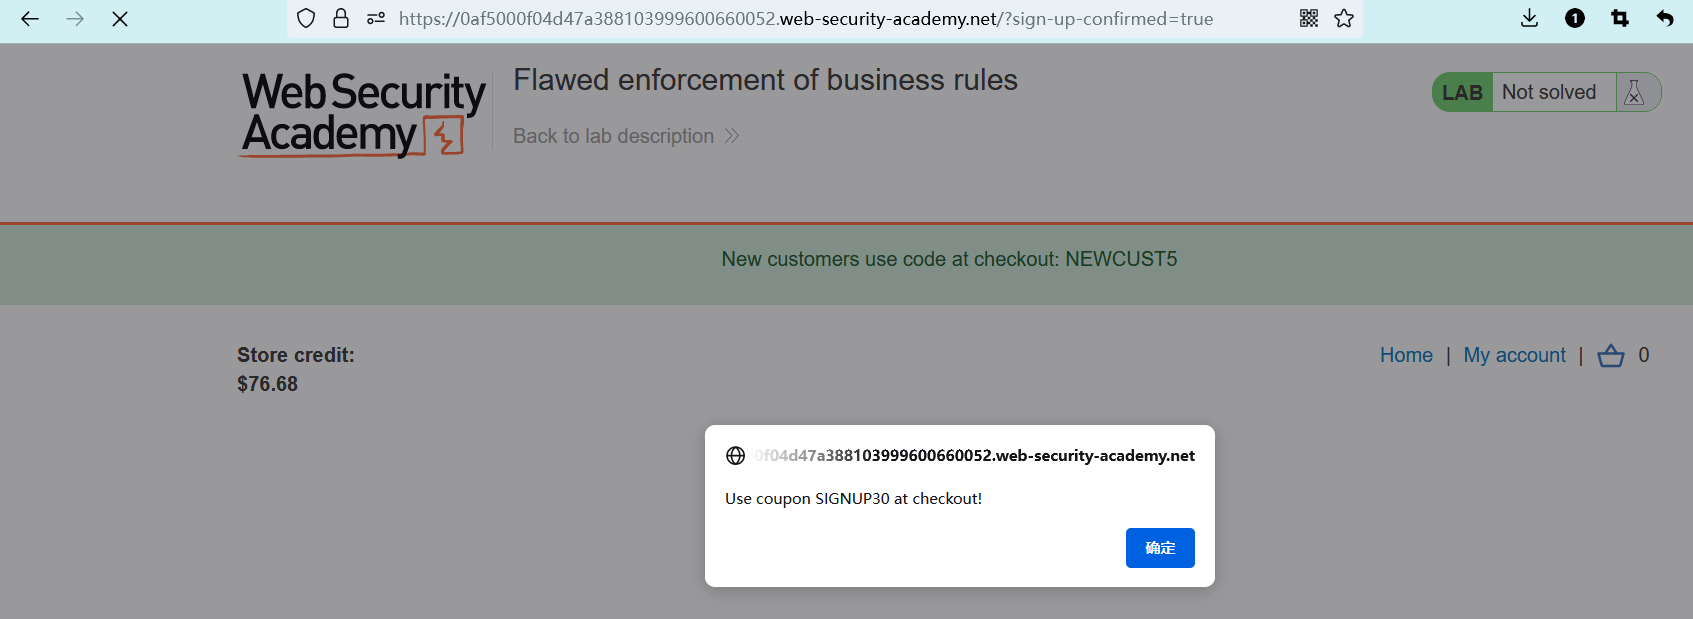 https://0af5000f04d47a388103999600660052.web-security-academy.net/?sign-up-confirmed=true
1
WebSecurity
Academy
Flawed enforcement of business rules
Back to lab description
LAB Not solved
New customers use code at checkout: NEWCUST5
Store credit:
$76.68
Home | My account | 0
0f04d47a388103999600660052.web-security-academy.net
Use coupon SIGNUP30 at checkout!
确定